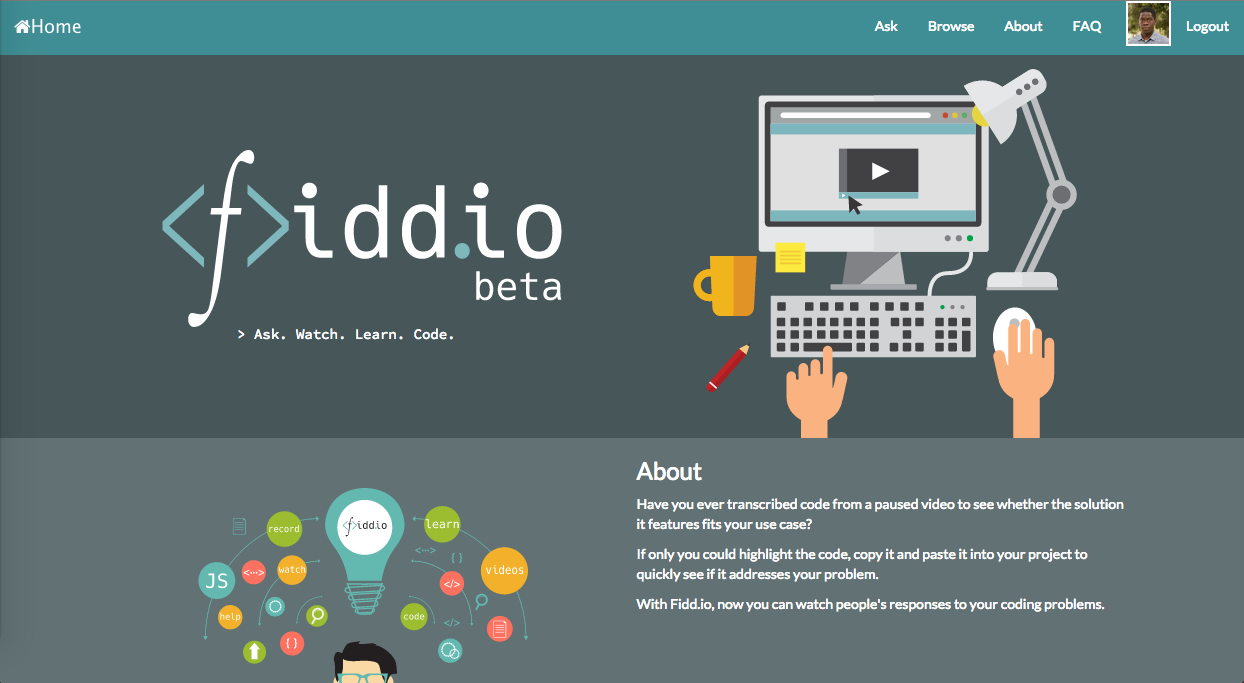 Home
Ask
Browse
About
FAQ
Logout
<f>idd.io
beta
> Ask. Watch. Learn. Code.
About
Have you ever transcribed code from a paused video to see whether the solution
it features fits your use case?
If only you could highlight the code, copy it and paste it into your project to
quickly see if it addresses your problem.
With Fidd.io, now you can watch people's responses to your coding problems.
record
<f>idd.io
learn
JS
<···>
watch
<···>
{ }
</>
videos
help
{ }
code
</>